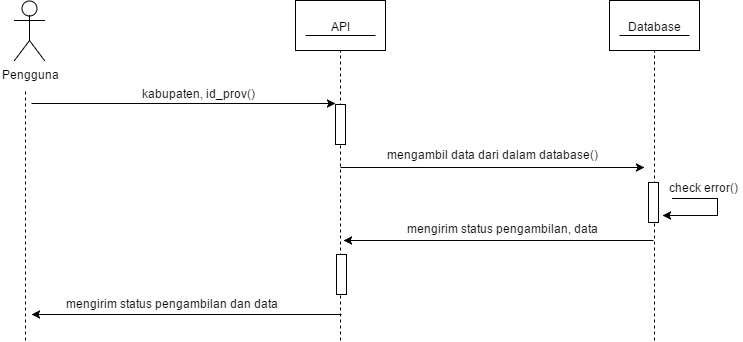 API
Database
Pengguna
kabupaten, id_prov()
mengambil data dari dalam database()
check error()
mengirim status pengambilan, data
mengirim status pengambilan dan data